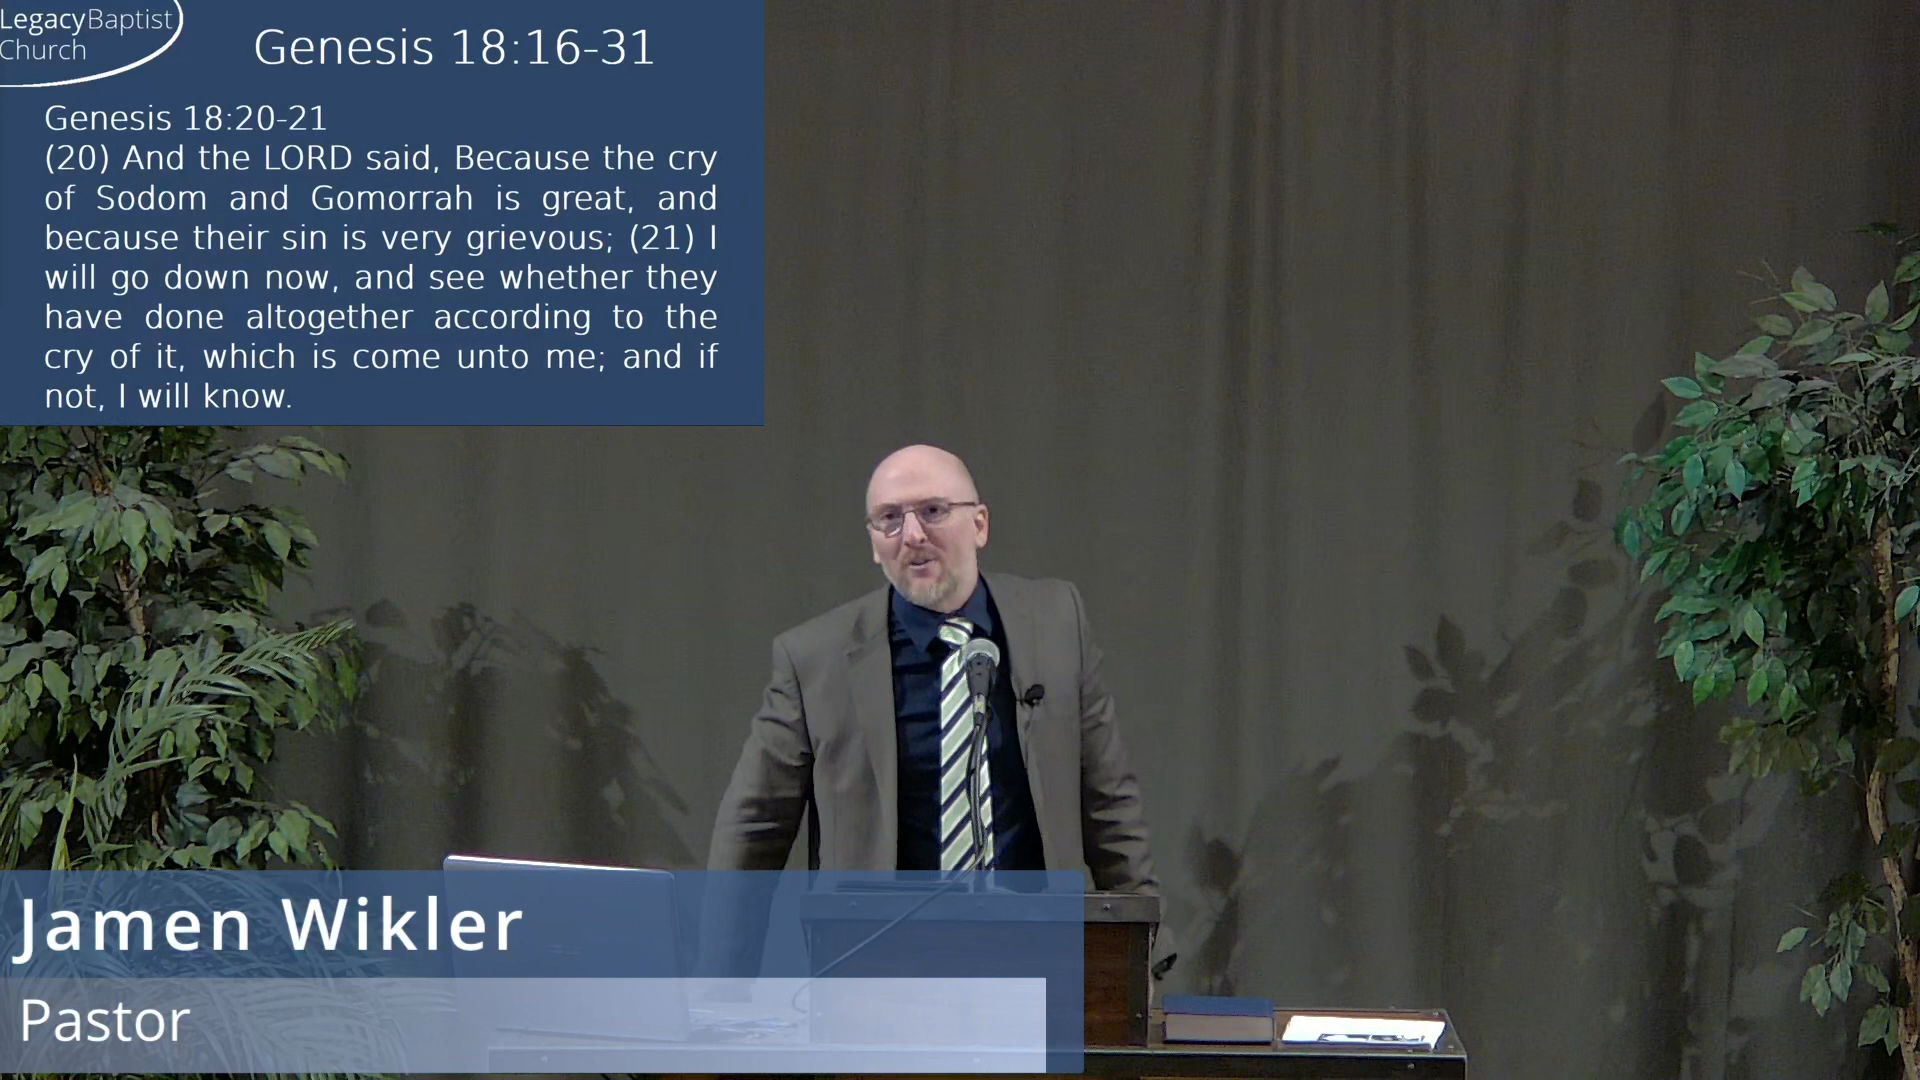 LegacyBaptist
Church
Genesis 18:16-31
Genesis 18:20-21
(20) And the LORD said, Because the cry
of Sodom and Gomorrah is great, and
because their sin is very grievous; (21) I
will go down now, and see whether they
have done altogether according to the
cry of it, which is come unto me; and if
not, I will know.
Jamen Wikler
Pastor